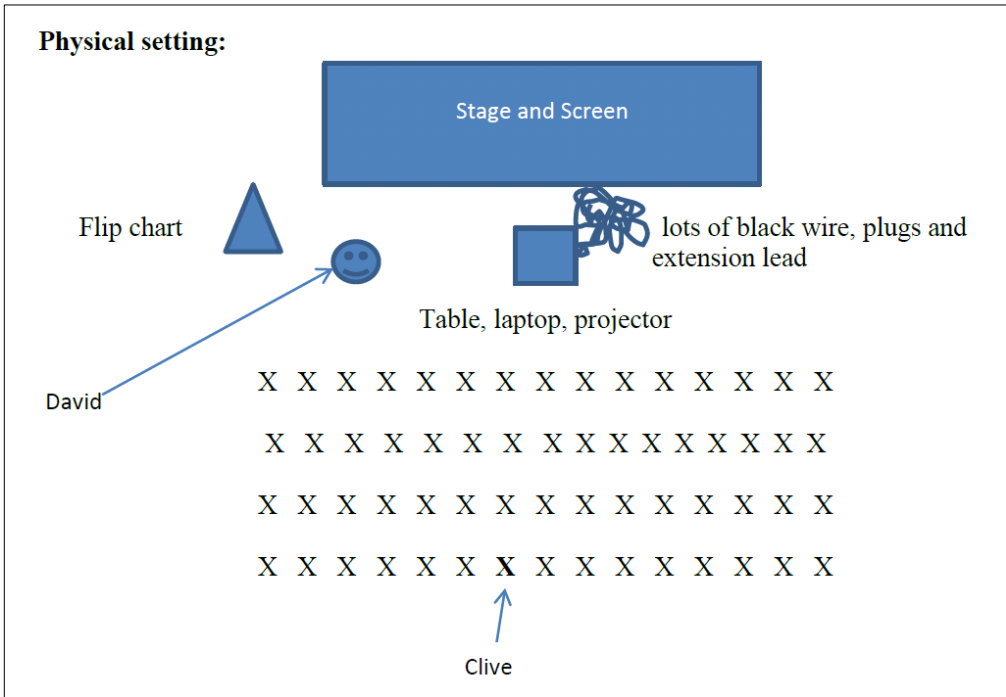 Physical setting:
Stage and Screen
Flip chart
lots of black wire, plugs and
extension lead
Table, laptop, projector
X X X X X X X X X X X X X X X
David
X X X X X X X X X X X X X X X X
X X X X X X X X X X X X X X X
X X X X X X X X X X X X X X X
Clive